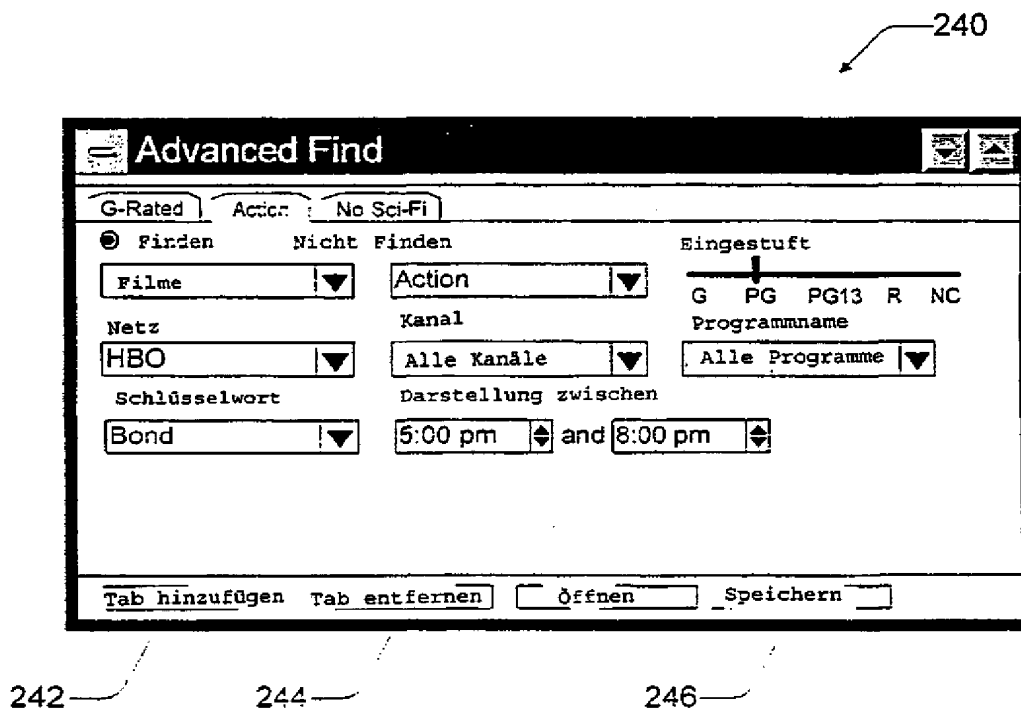 240
Advanced Find
G-Rated Action No Sci-Fi
Finden Nicht Finden Eingestuft
Filme Action
G PG PG13 R NC
Netz Kanal Programmname
HBO Alle Kanäle Alle Programme
Schlüsselwort Darstellung zwischen
Bond 5:00 pm and 8:00 pm
Tab hinzufügen Tab entfernen Öffnen Speichern
242 244 246